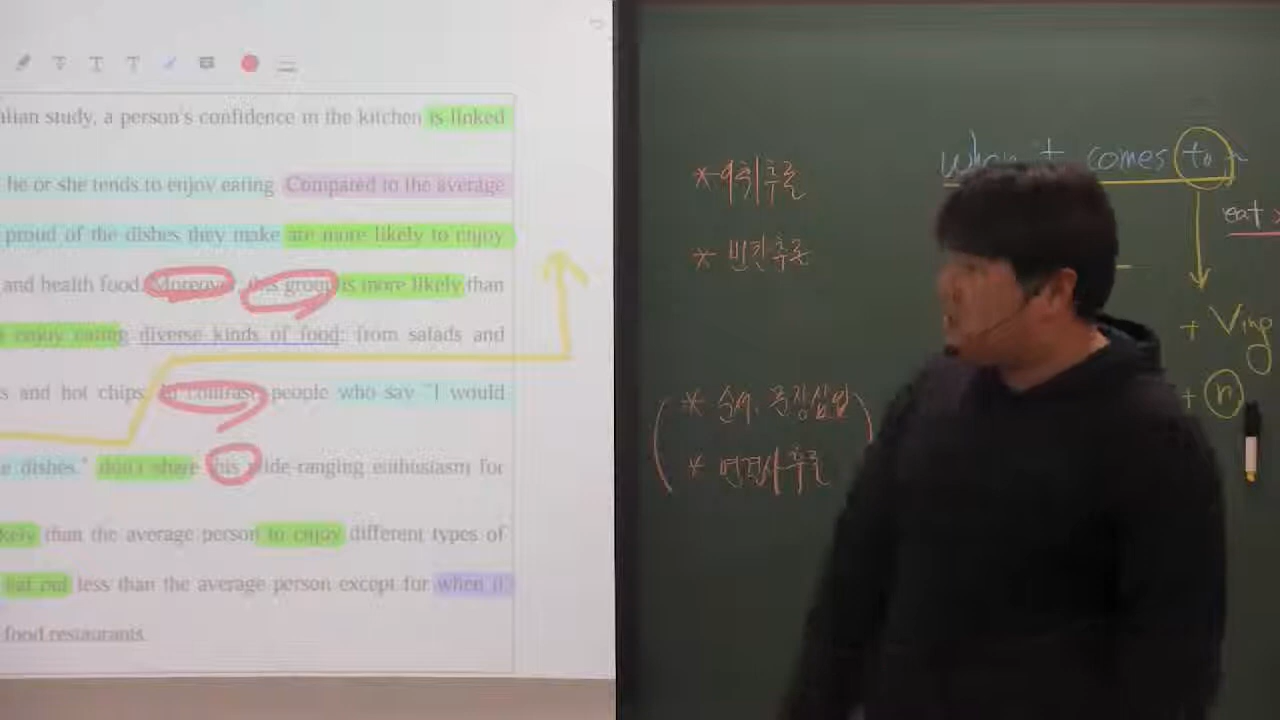 alian study, a person's confidence in the kitchen is linked
he or she tends to enjoy eating. Compared to the average
proud of the dishes they make are more likely to enjoy
and health food. Moreover, this group is more likely than
enjoy eating diverse kinds of food: from salads and
s and hot chips. In contrast, people who say "I would
e dishes." don't share this wide-ranging enthusiasm for
kely than the average person to enjoy different types of
eat out less than the average person except for when it
food restaurants.
when it comes to n
eat
* 어휘추론
* 빈칸추론
+ Ving
+ n
* 순서, 문장삽입
* 연결사추론